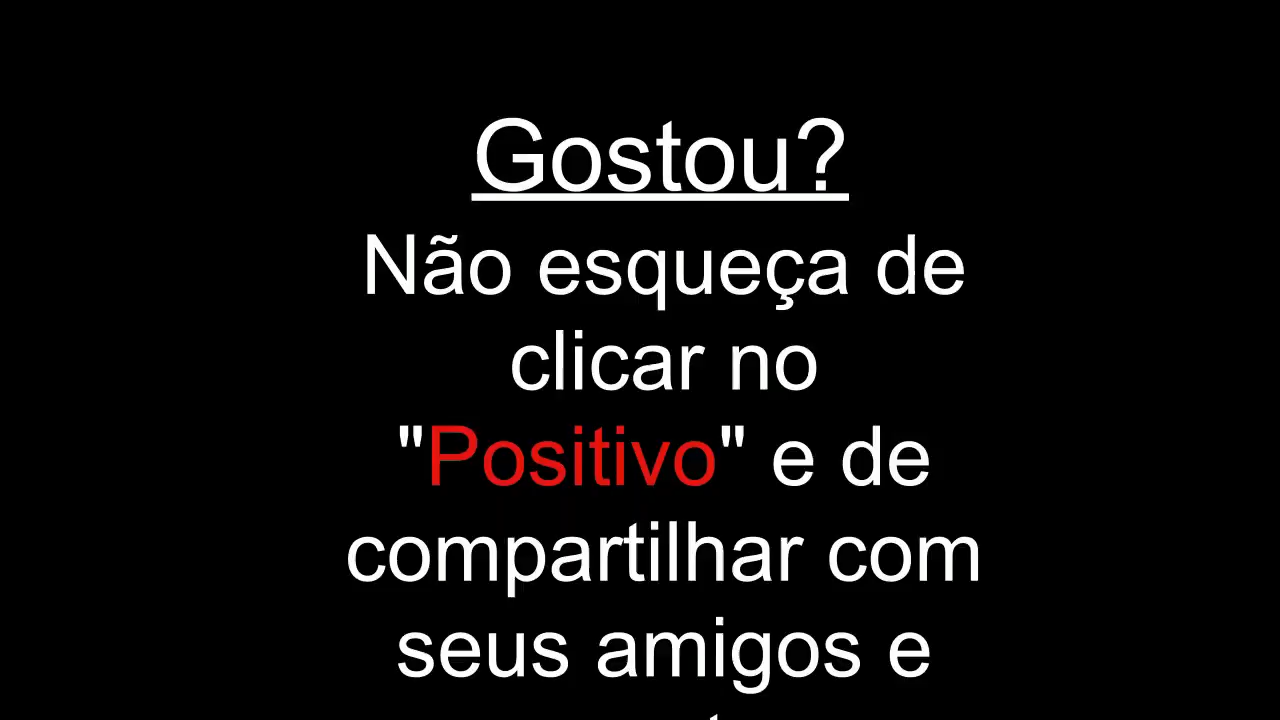 Gostou?
Não esqueça de
clicar no
"Positivo" e de
compartilhar com
seus amigos e